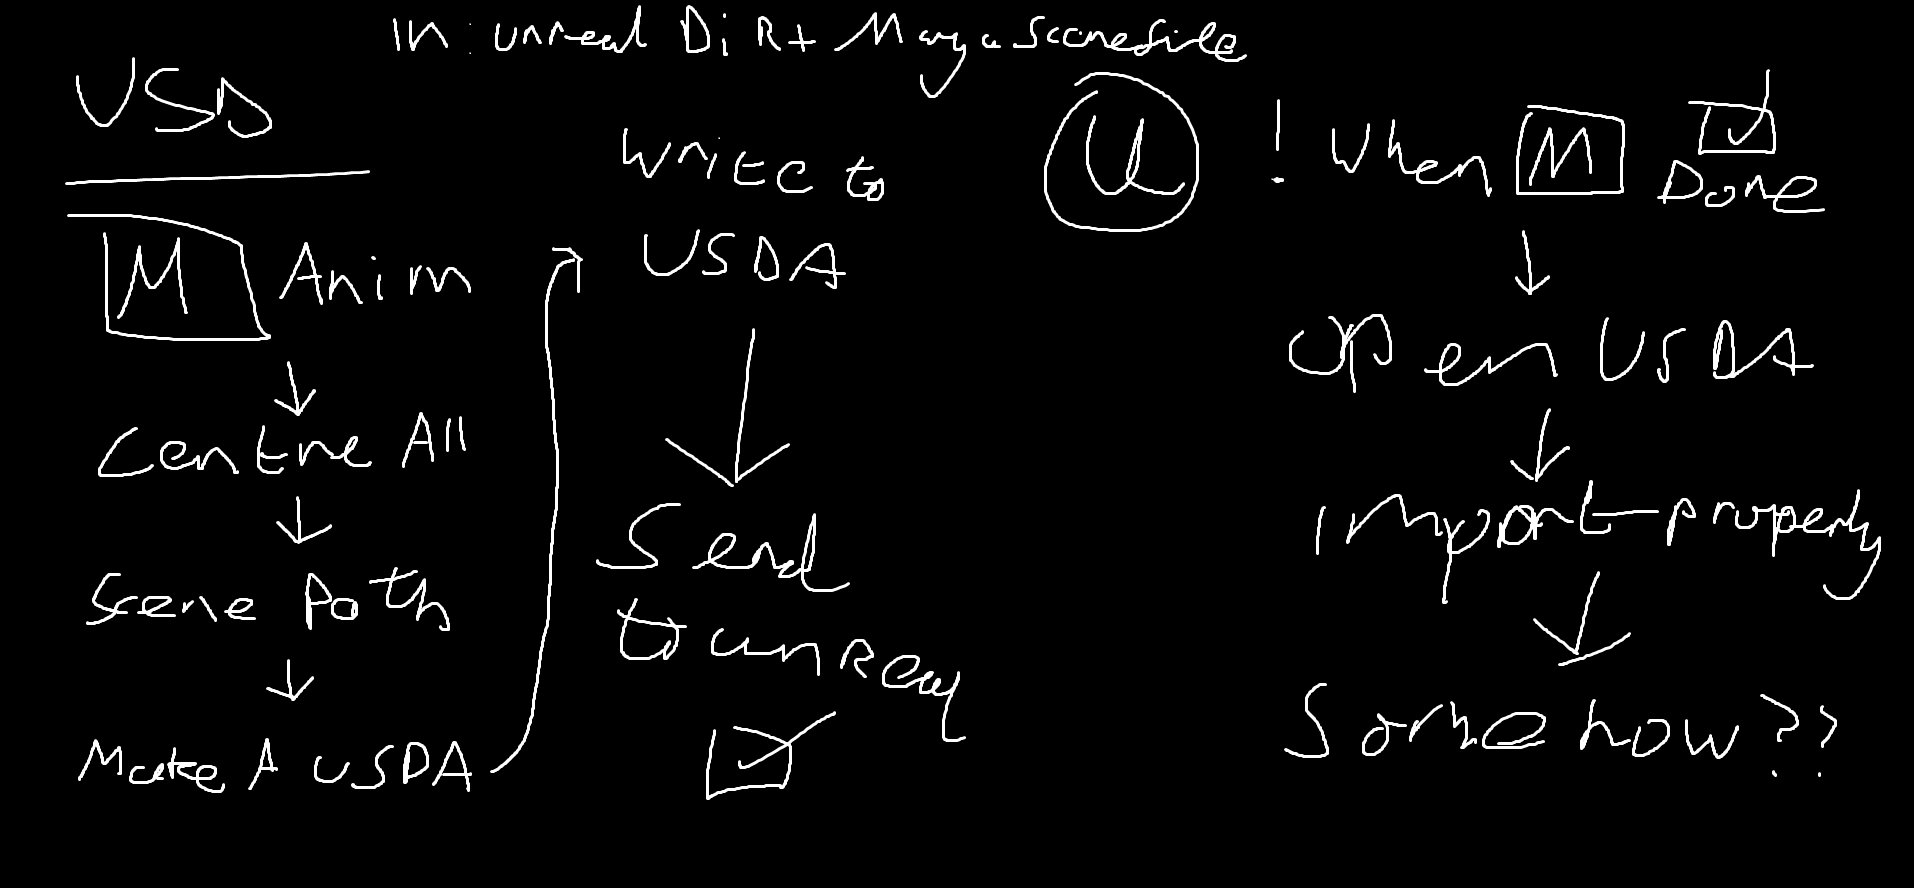 In: unreal Dir + Maya Scenefile
USD
M Anim
Centre All
Scene Path
Make A USDA
Write to
USDA
Send
to unreal
U
! When M Done
open USDA
import properly
Somehow??